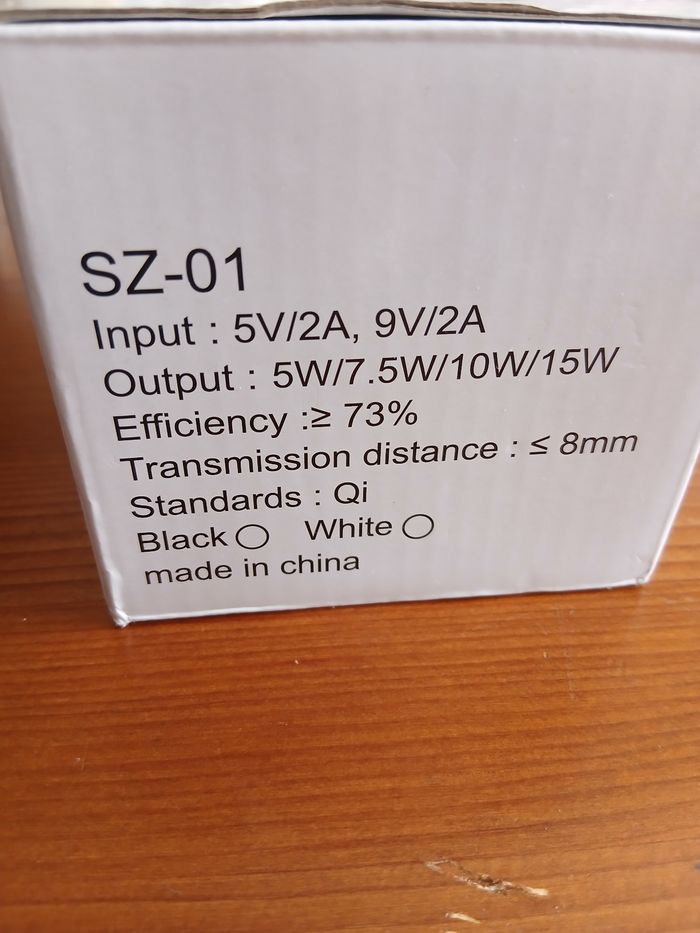 SZ-01
Input : 5V/2A, 9V/2A
Output : 5W/7.5W/10W/15W
Efficiency :≥ 73%
Transmission distance : ≤ 8mm
Standards : Qi
Black○ White○
made in china